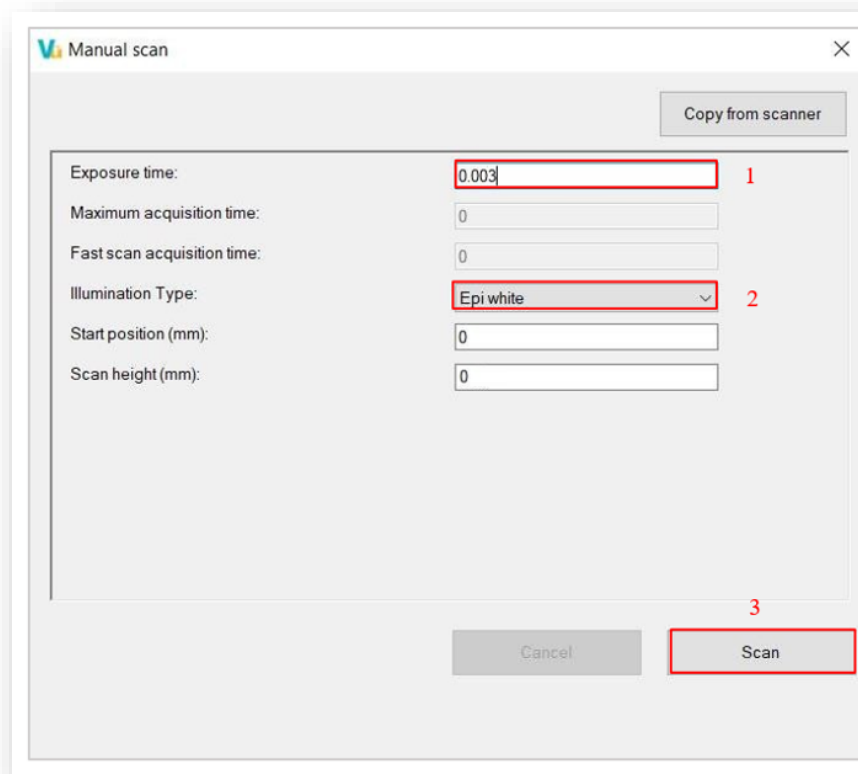 Manual scan
Copy from scanner
Exposure time: 0.003 1
Maximum acquisition time: 0
Fast scan acquisition time: 0
Illumination Type: Epi white 2
Start position (mm): 0
Scan height (mm): 0
3
Cancel Scan